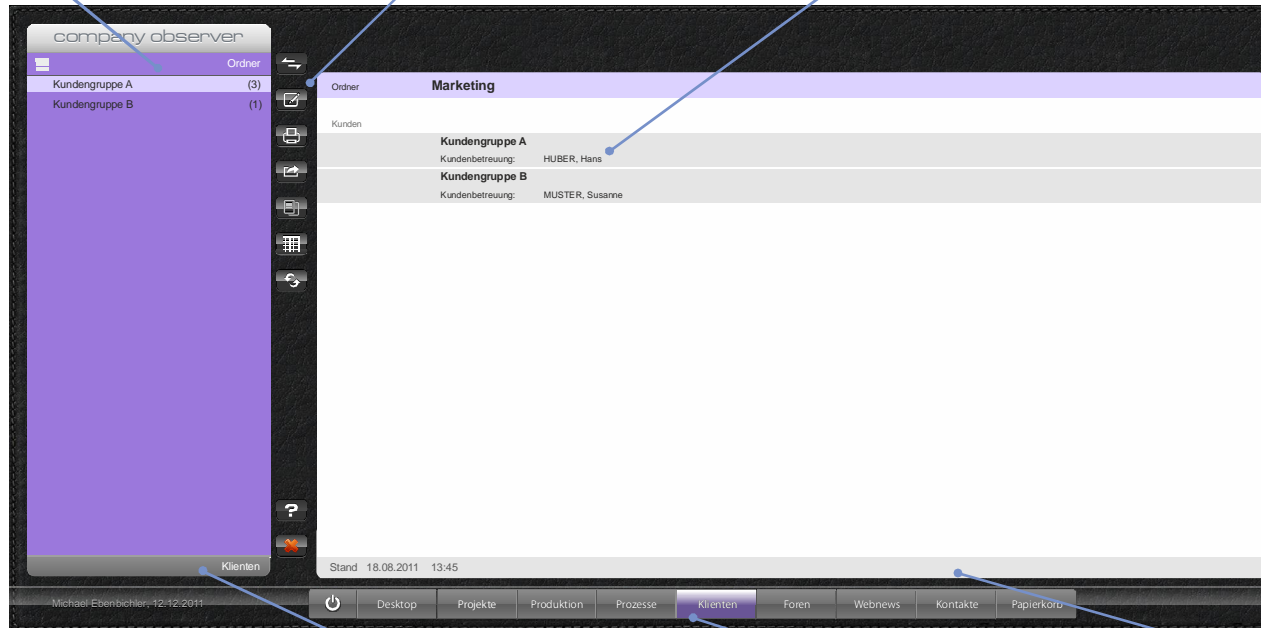 company observer
Ordner
Kundengruppe A (3)
Kundengruppe B (1)
Ordner Marketing
Kunden
Kundengruppe A
Kundenbetreuung: HUBER, Hans
Kundengruppe B
Kundenbetreuung: MUSTER, Susanne
?
Klienten
Stand 18.08.2011 13:45
Michael Ebenbichler, 12.12.2011
Desktop Projekte Produktion Prozesse Klienten Foren Webnews Kontakte Papierkorb